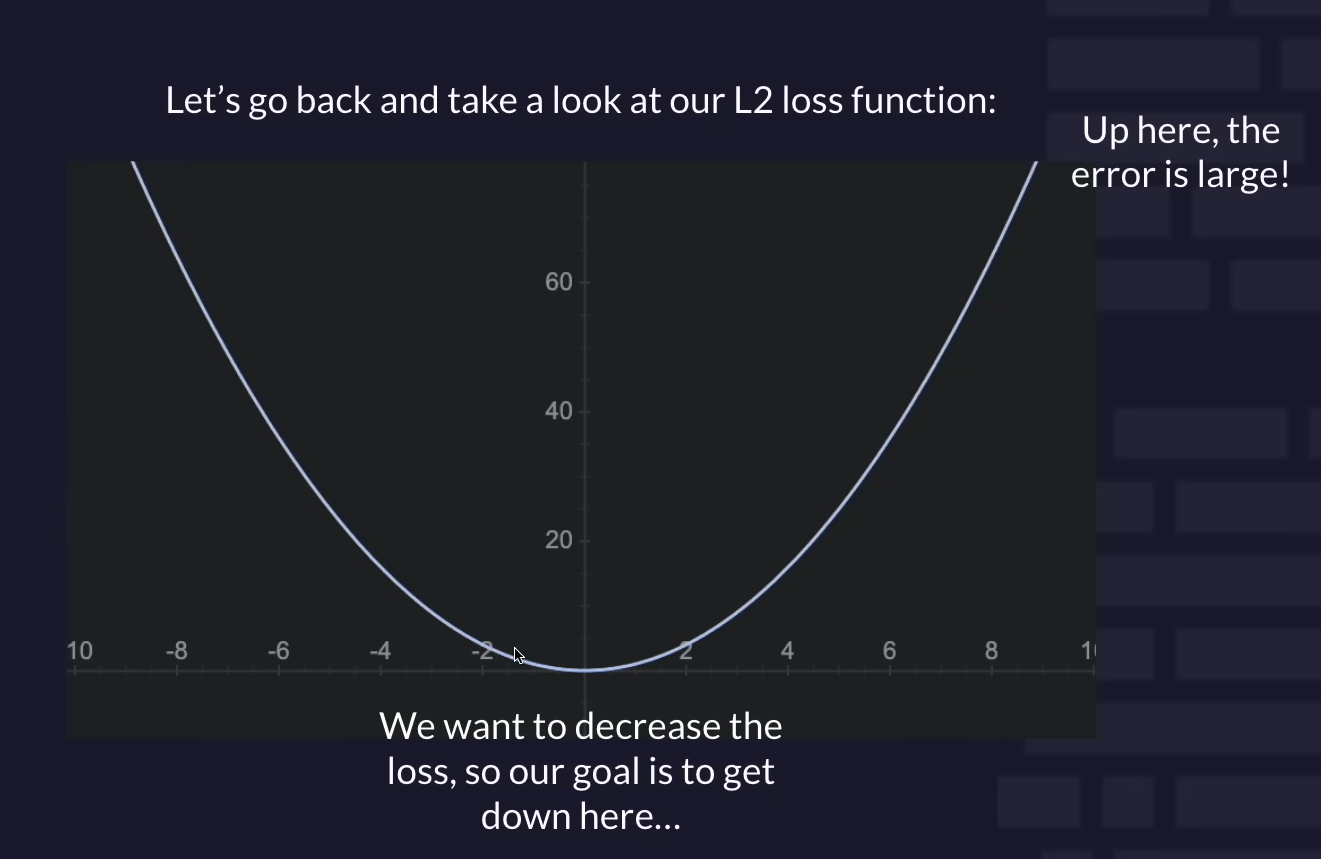 Let’s go back and take a look at our L2 loss function:
Up here, the
error is large!
60
40
20
10 -8 -6 -4 -2 2 4 6 8
We want to decrease the
loss, so our goal is to get
down here...